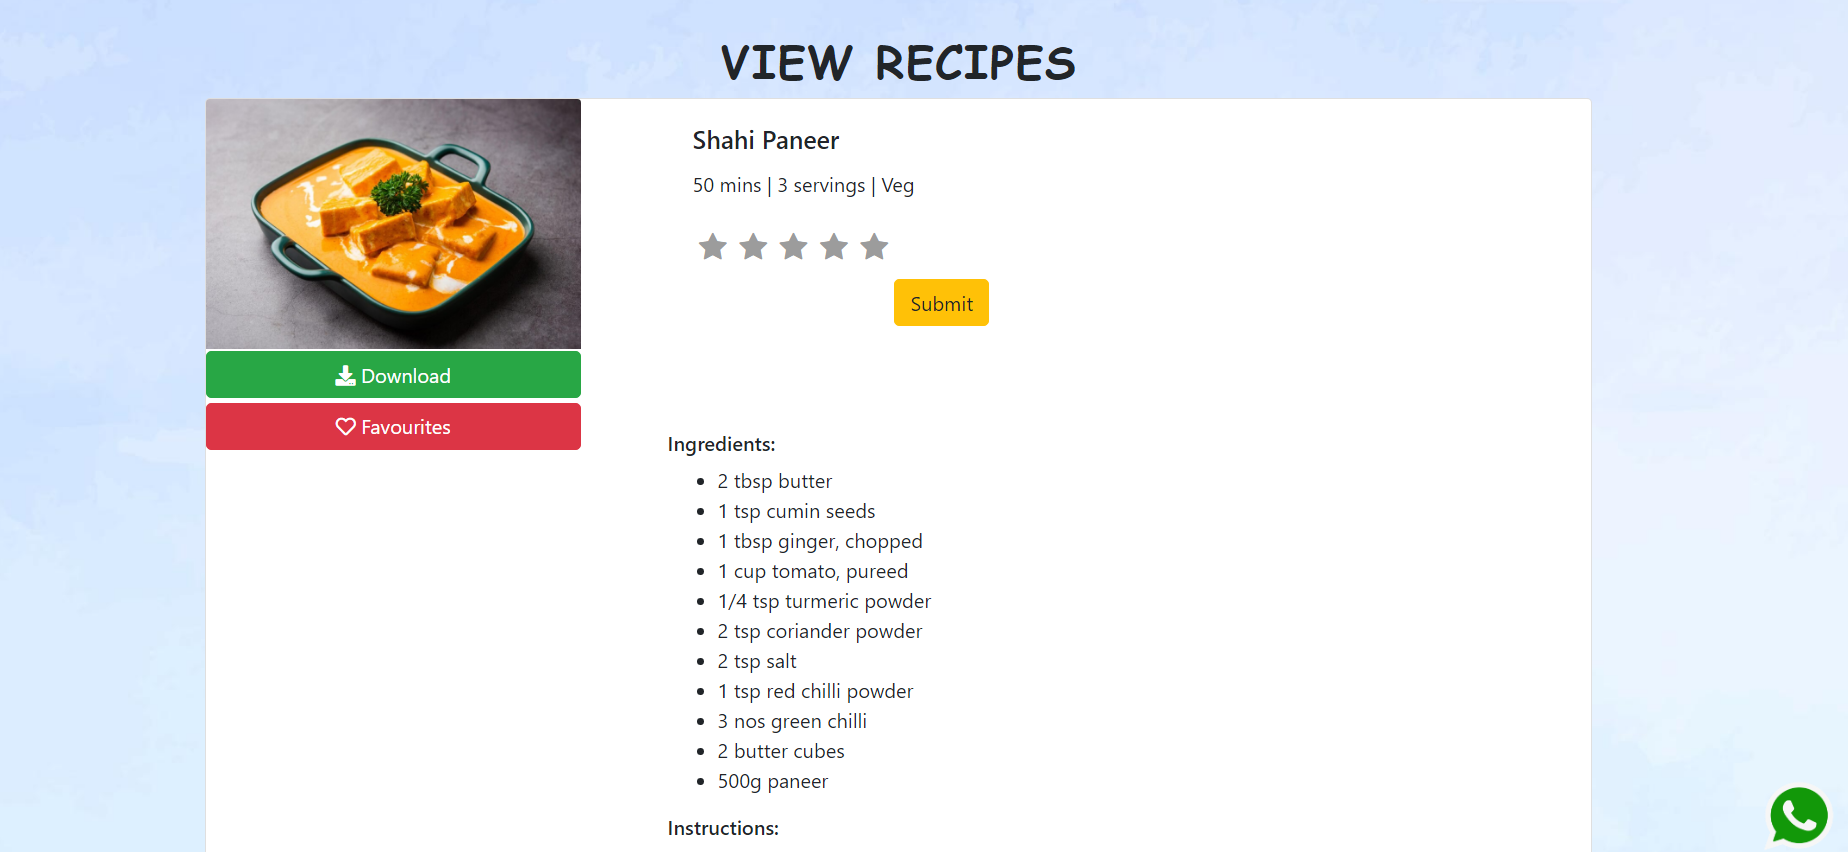 VIEW RECIPES
Shahi Paneer
50 mins | 3 servings | Veg
Submit
Download
Favourites
Ingredients:
2 tbsp butter
1 tsp cumin seeds
1 tbsp ginger, chopped
1 cup tomato, pureed
1/4 tsp turmeric powder
2 tsp coriander powder
2 tsp salt
1 tsp red chilli powder
3 nos green chilli
2 butter cubes
500g paneer
Instructions: